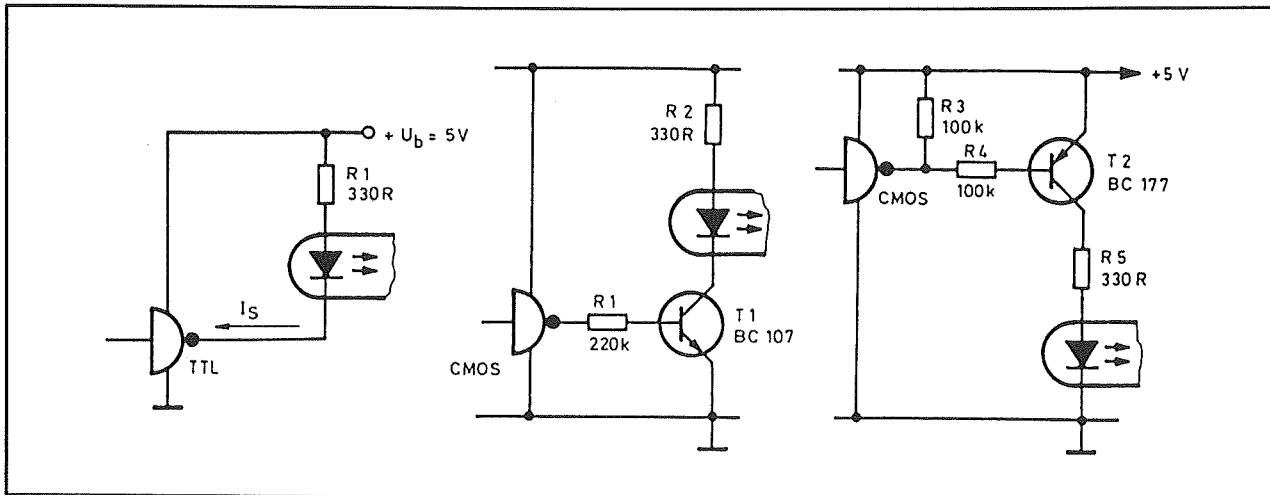 + U_b = 5V
R 1
330R
I_S
TTL
R 2
330R
R 1
220k
T 1
BC 107
CMOS
+5 V
R 3
100k
R 4
100k
T 2
BC 177
CMOS
R 5
330R